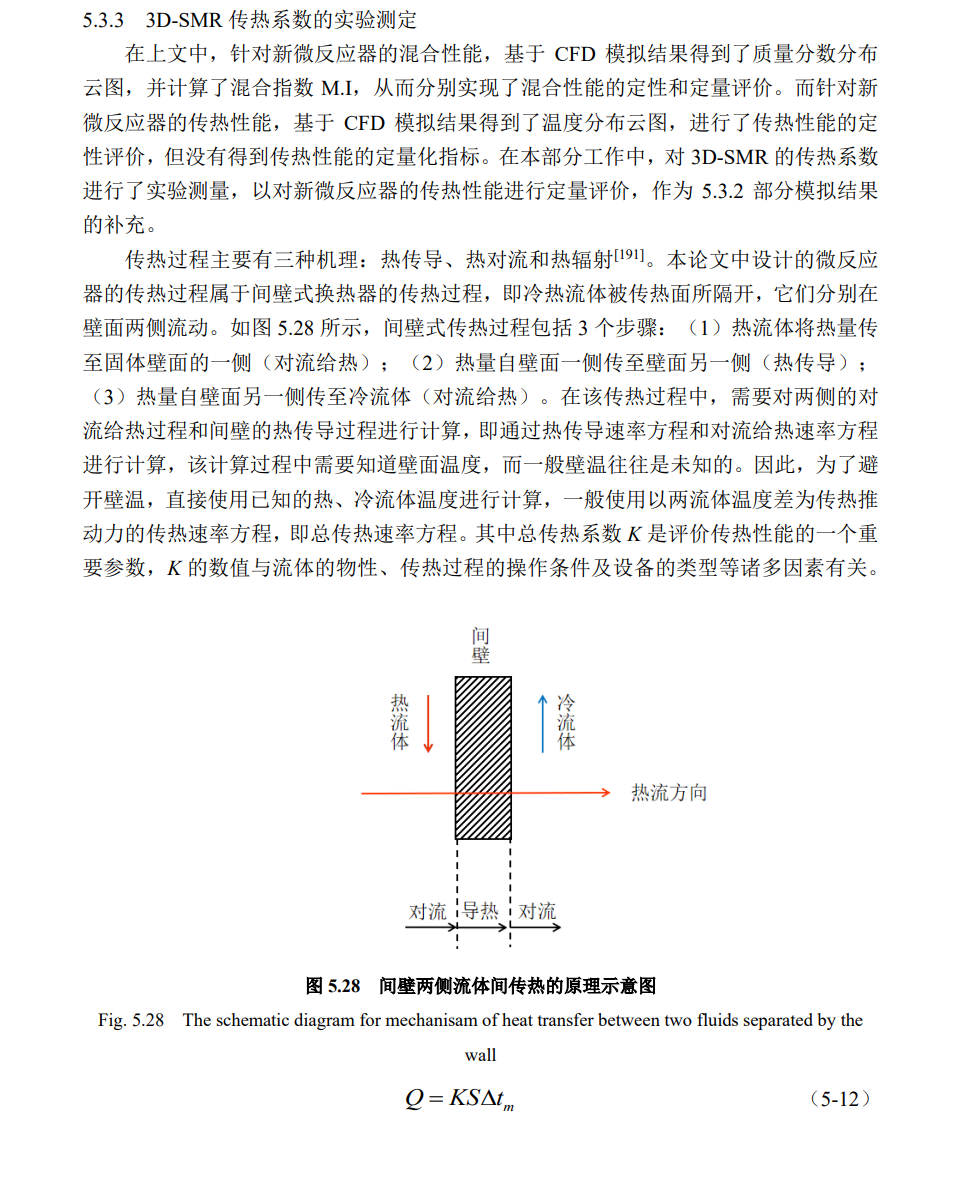 5.3.3 3D-SMR 传热系数的实验测定
在上文中，针对新微反应器的混合性能，基于 CFD 模拟结果得到了质量分数分布
云图，并计算了混合指数 M.I，从而分别实现了混合性能的定性和定量评价。而针对新
微反应器的传热性能，基于 CFD 模拟结果得到了温度分布云图，进行了传热性能的定
性评价，但没有得到传热性能的定量化指标。在本部分工作中，对 3D-SMR 的传热系数
进行了实验测量，以对新微反应器的传热性能进行定量评价，作为 5.3.2 部分模拟结果
的补充。
传热过程主要有三种机理：热传导、热对流和热辐射[191]。本论文中设计的微反应
器的传热过程属于间壁式换热器的传热过程，即冷热流体被传热面所隔开，它们分别在
壁面两侧流动。如图 5.28 所示，间壁式传热过程包括 3 个步骤：（1）热流体将热量传
至固体壁面的一侧（对流给热）；（2）热量自壁面一侧传至壁面另一侧（热传导）；
（3）热量自壁面另一侧传至冷流体（对流给热）。在该传热过程中，需要对两侧的对
流给热过程和间壁的热传导过程进行计算，即通过热传导速率方程和对流给热速率方程
进行计算，该计算过程中需要知道壁面温度，而一般壁温往往是未知的。因此，为了避
开壁温，直接使用已知的热、冷流体温度进行计算，一般使用以两流体温度差为传热推
动力的传热速率方程，即总传热速率方程。其中总传热系数 K 是评价传热性能的一个重
要参数，K 的数值与流体的物性、传热过程的操作条件及设备的类型等诸多因素有关。
间壁
热流体
冷流体
热流方向
对流 导热 对流
图 5.28 间壁两侧流体间传热的原理示意图
Fig. 5.28 The schematic diagram for mechanisam of heat transfer between two fluids separated by the
wall
Q = KSΔtm （5-12）